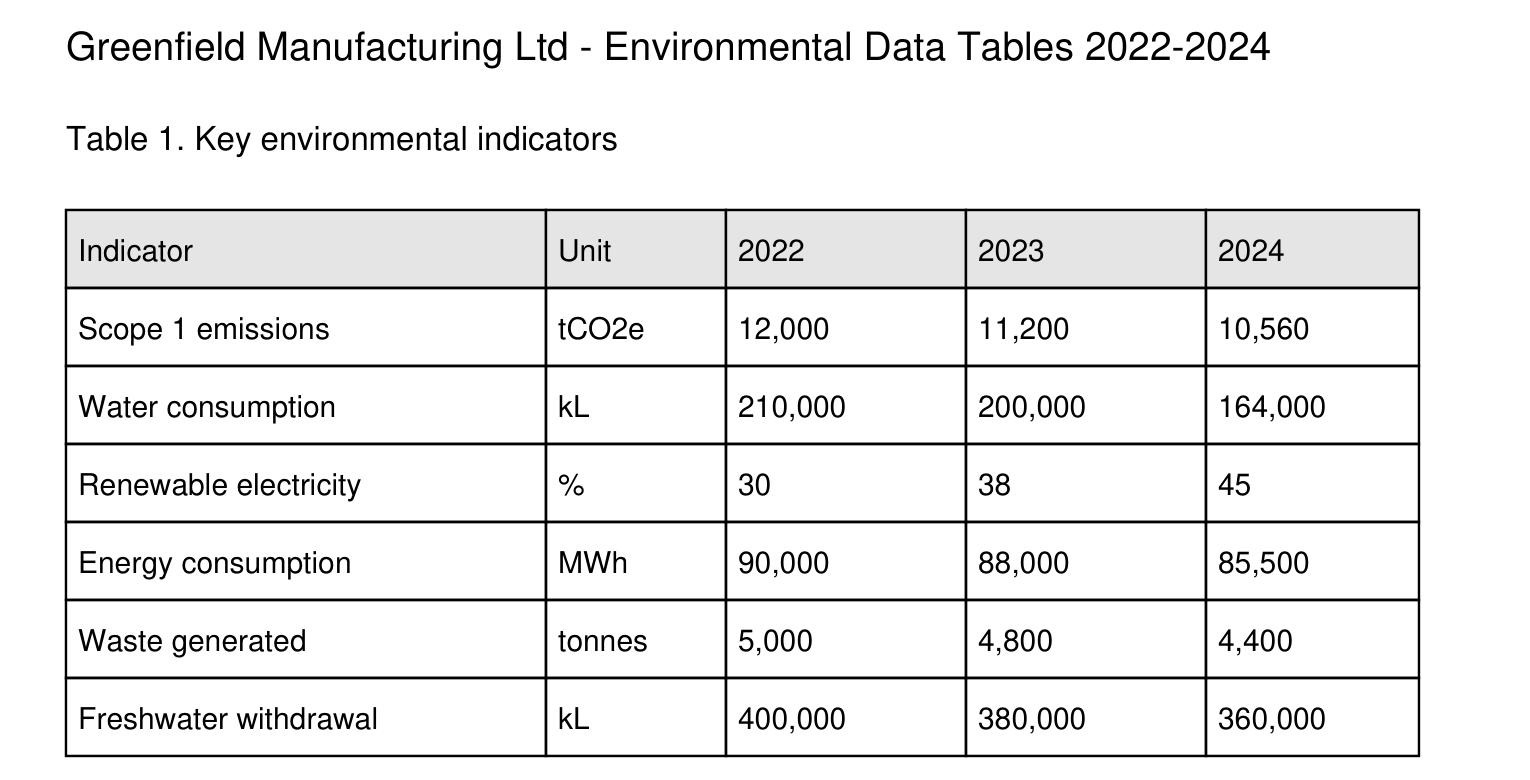 Greenfield Manufacturing Ltd - Environmental Data Tables 2022-2024
Table 1. Key environmental indicators
Indicator Unit 2022 2023 2024
Scope 1 emissions tCO2e 12,000 11,200 10,560
Water consumption kL 210,000 200,000 164,000
Renewable electricity % 30 38 45
Energy consumption MWh 90,000 88,000 85,500
Waste generated tonnes 5,000 4,800 4,400
Freshwater withdrawal kL 400,000 380,000 360,000